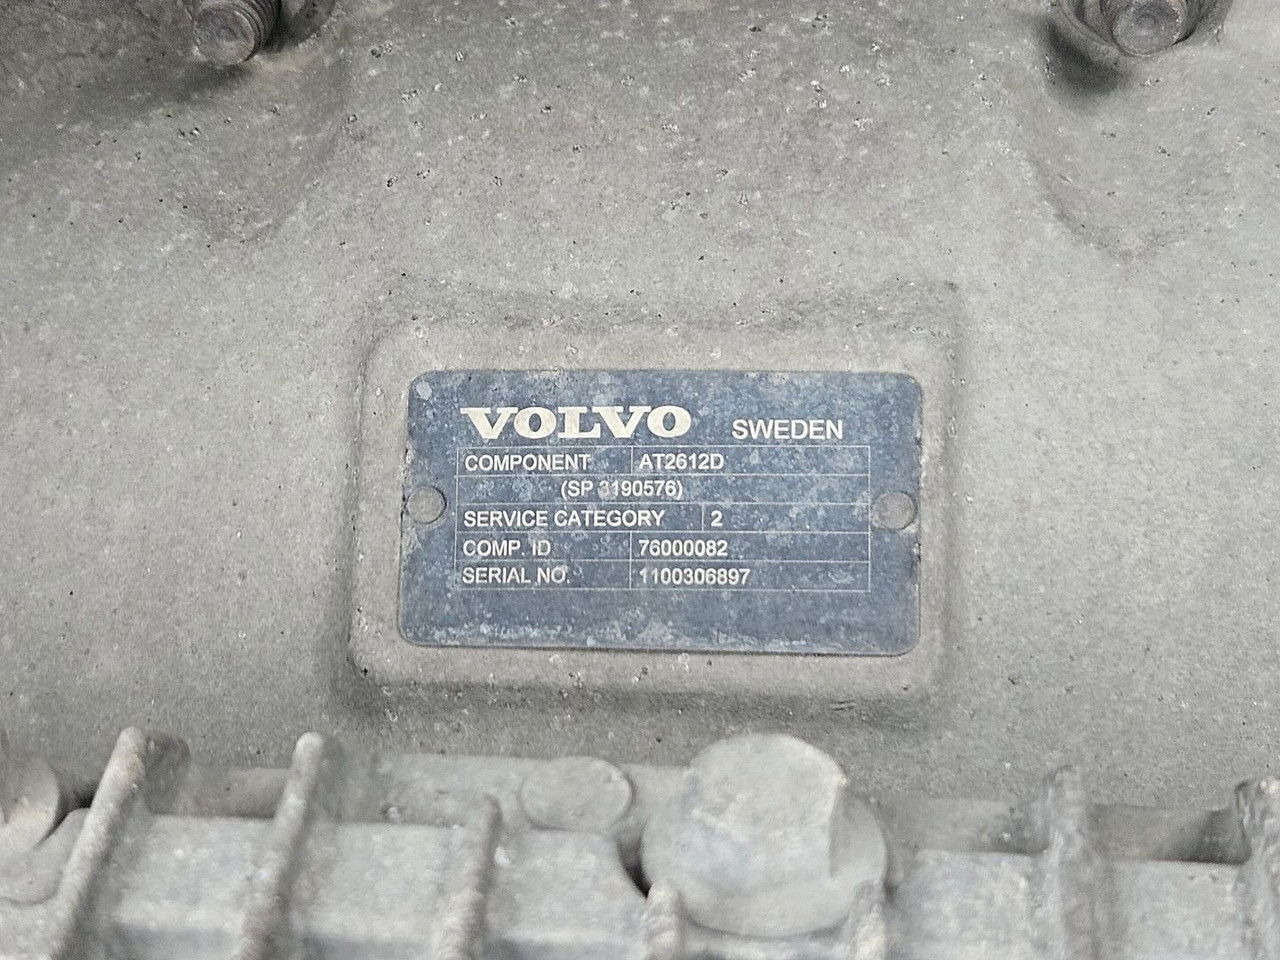 VOLVO SWEDEN
COMPONENT AT2612D
(SP 3190576)
SERVICE CATEGORY 2
COMP. ID 76000082
SERIAL NO. 1100306897